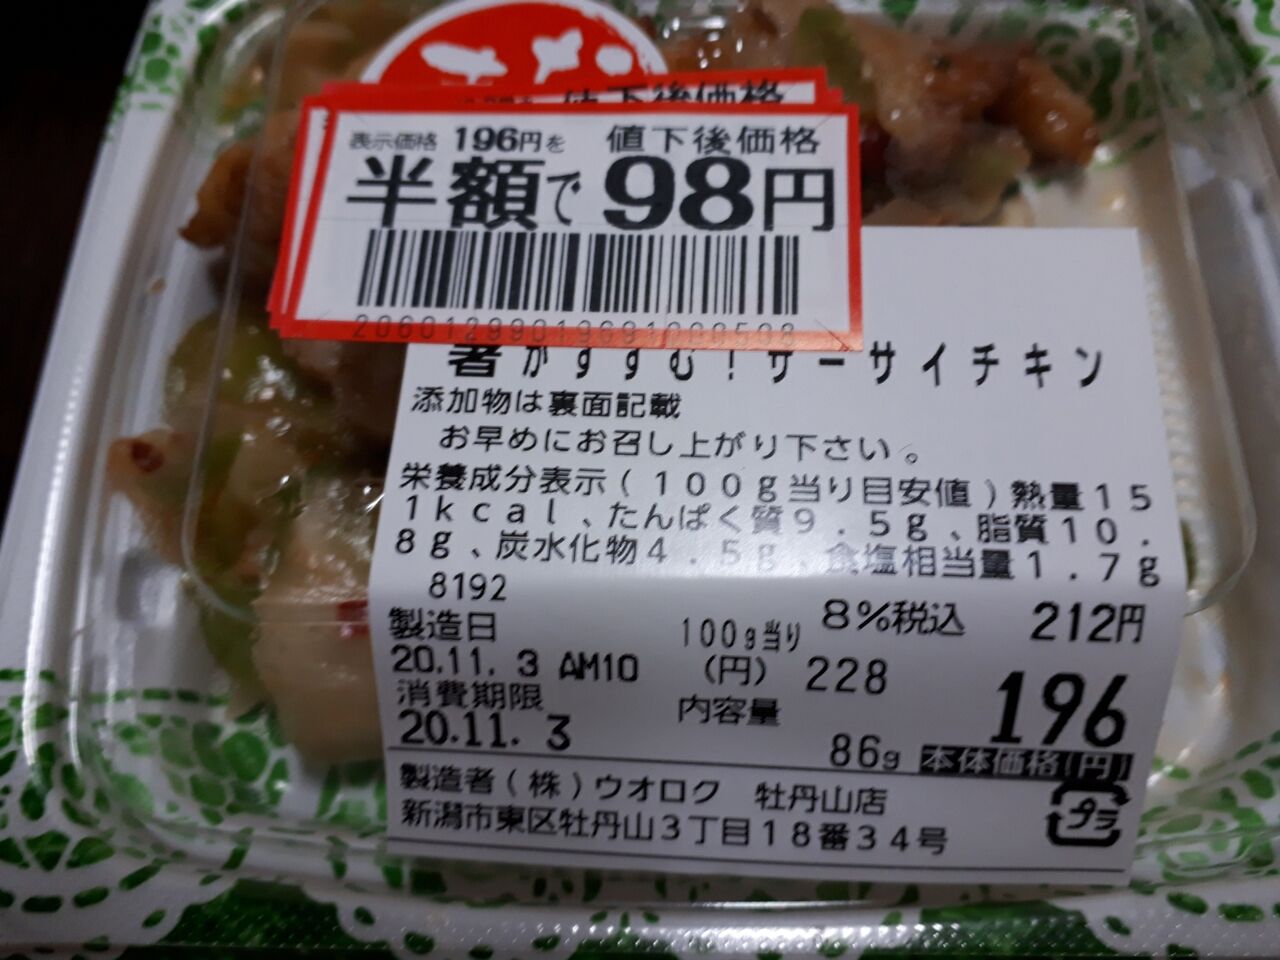 値下後価格
表示価格 196円を 値下後価格
半額で 98円
箸がすすむ!ザーサイチキン
添加物は裏面記載
お早めにお召し上がり下さい。
栄養成分表示(100g当り目安値)熱量15
1kcal、たんぱく質9.5g、脂質10.
8g、炭水化物4.5g、食塩相当量1.7g
8192
製造日 100g当り 8%税込 212円
20.11. 3 AM10 (円) 228
消費期限 内容量 196
20.11. 3 86g 本体価格(円)
製造者(株)ウオロク 牡丹山店
新潟市東区牡丹山3丁目18番34号
プラ